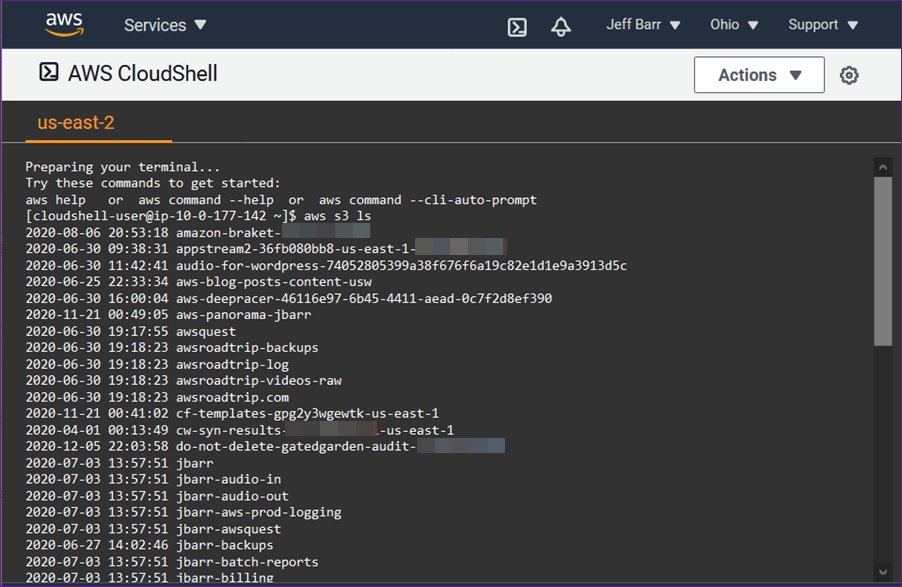 aws Services Jeff Barr Ohio Support
AWS CloudShell Actions
us-east-2
Preparing your terminal...
Try these commands to get started:
aws help or aws command --help or aws command --cli-auto-prompt
[cloudshell-user@ip-10-0-177-142 ~]$ aws s3 ls
2020-08-06 20:53:18 amazon-braket-
2020-06-30 09:38:31 appstream2-36fb080bb8-us-east-1-
2020-06-30 11:42:41 audio-for-wordpress-74052805399a38f676f6a19c82e1d1e9a3913d5c
2020-06-25 22:33:34 aws-blog-posts-content-usw
2020-06-30 16:00:04 aws-deepracer-46116e97-6b45-4411-aead-0c7f2d8ef390
2020-11-21 00:49:05 aws-panorama-jbarr
2020-06-30 19:17:55 awsquest
2020-06-30 19:18:23 awsroadtrip-backups
2020-06-30 19:18:23 awsroadtrip-log
2020-06-30 19:18:23 awsroadtrip-videos-raw
2020-06-30 19:18:23 awsroadtrip.com
2020-11-21 00:41:02 cf-templates-gpg2y3wgewtk-us-east-1
2020-04-01 00:13:49 cw-syn-results- -us-east-1
2020-12-05 22:03:58 do-not-delete-gatedgarden-audit-
2020-07-03 13:57:51 jbarr
2020-07-03 13:57:51 jbarr-audio-in
2020-07-03 13:57:51 jbarr-audio-out
2020-07-03 13:57:51 jbarr-aws-prod-logging
2020-07-03 13:57:51 jbarr-awsquest
2020-06-27 14:02:46 jbarr-backups
2020-07-03 13:57:51 jbarr-batch-reports
2020-07-03 13:57:51 jbarr-billing